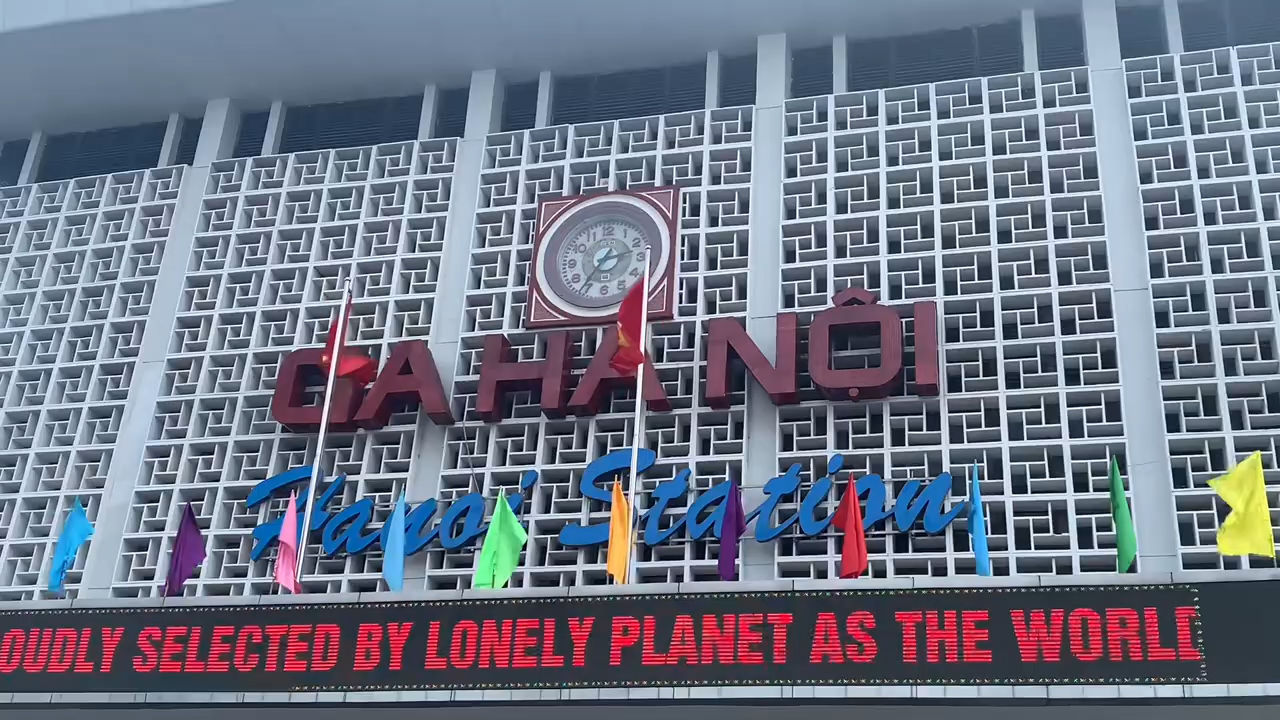 GA HÀ NỘI
Hanoi Station
OUDLY SELECTED BY LONELY PLANET AS THE WORLD